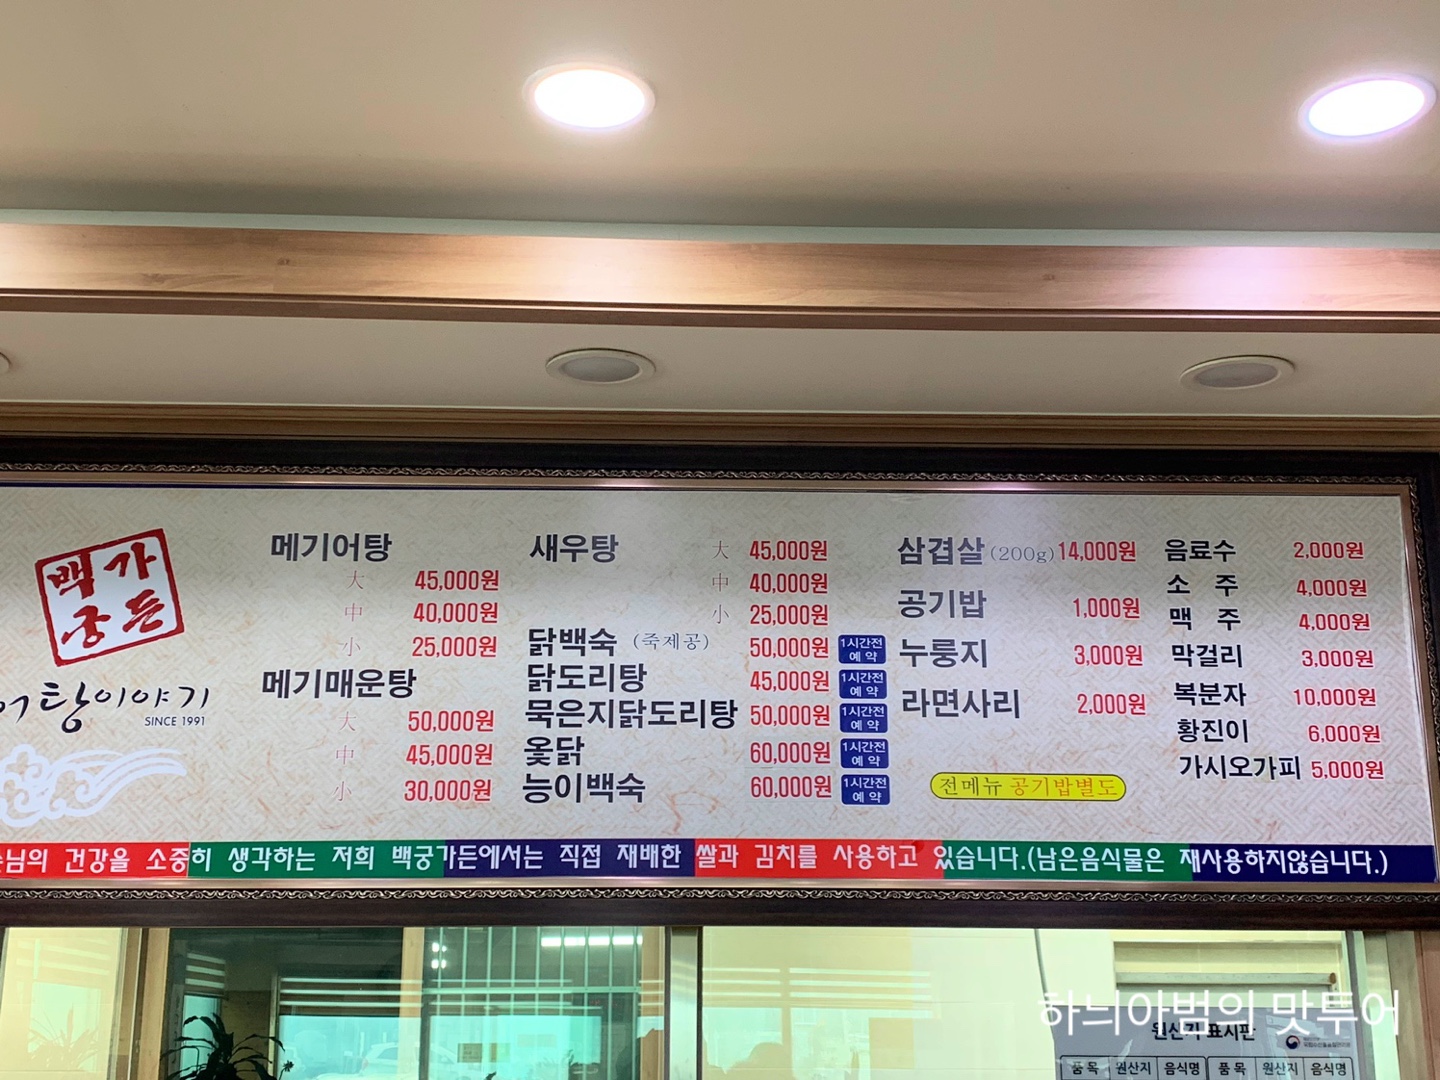 백가
궁든
어탕이야기
SINCE 1991
메기어탕
大 45,000원
中 40,000원
小 25,000원
메기매운탕
大 50,000원
中 45,000원
小 30,000원
새우탕 大 45,000원
中 40,000원
小 25,000원
닭백숙 (죽제공) 50,000원 1시간전 예약
닭도리탕 45,000원 1시간전 예약
묵은지닭도리탕 50,000원 1시간전 예약
옻닭 60,000원 1시간전 예약
능이백숙 60,000원 1시간전 예약
삼겹살 (200g) 14,000원
공기밥 1,000원
누룽지 3,000원
라면사리 2,000원
전메뉴 공기밥별도
음료수 2,000원
소 주 4,000원
맥 주 4,000원
막걸리 3,000원
복분자 10,000원
황진이 6,000원
가시오가피 5,000원
손님의 건강을 소중히 생각하는 저희 백궁가든에서는 직접 재배한 쌀과 김치를 사용하고 있습니다.(남은음식물은 재사용하지않습니다.)
하늬아범의 맛투어
원산지 표시판
품 목 원산지 음식명 품 목 원산지 음식명